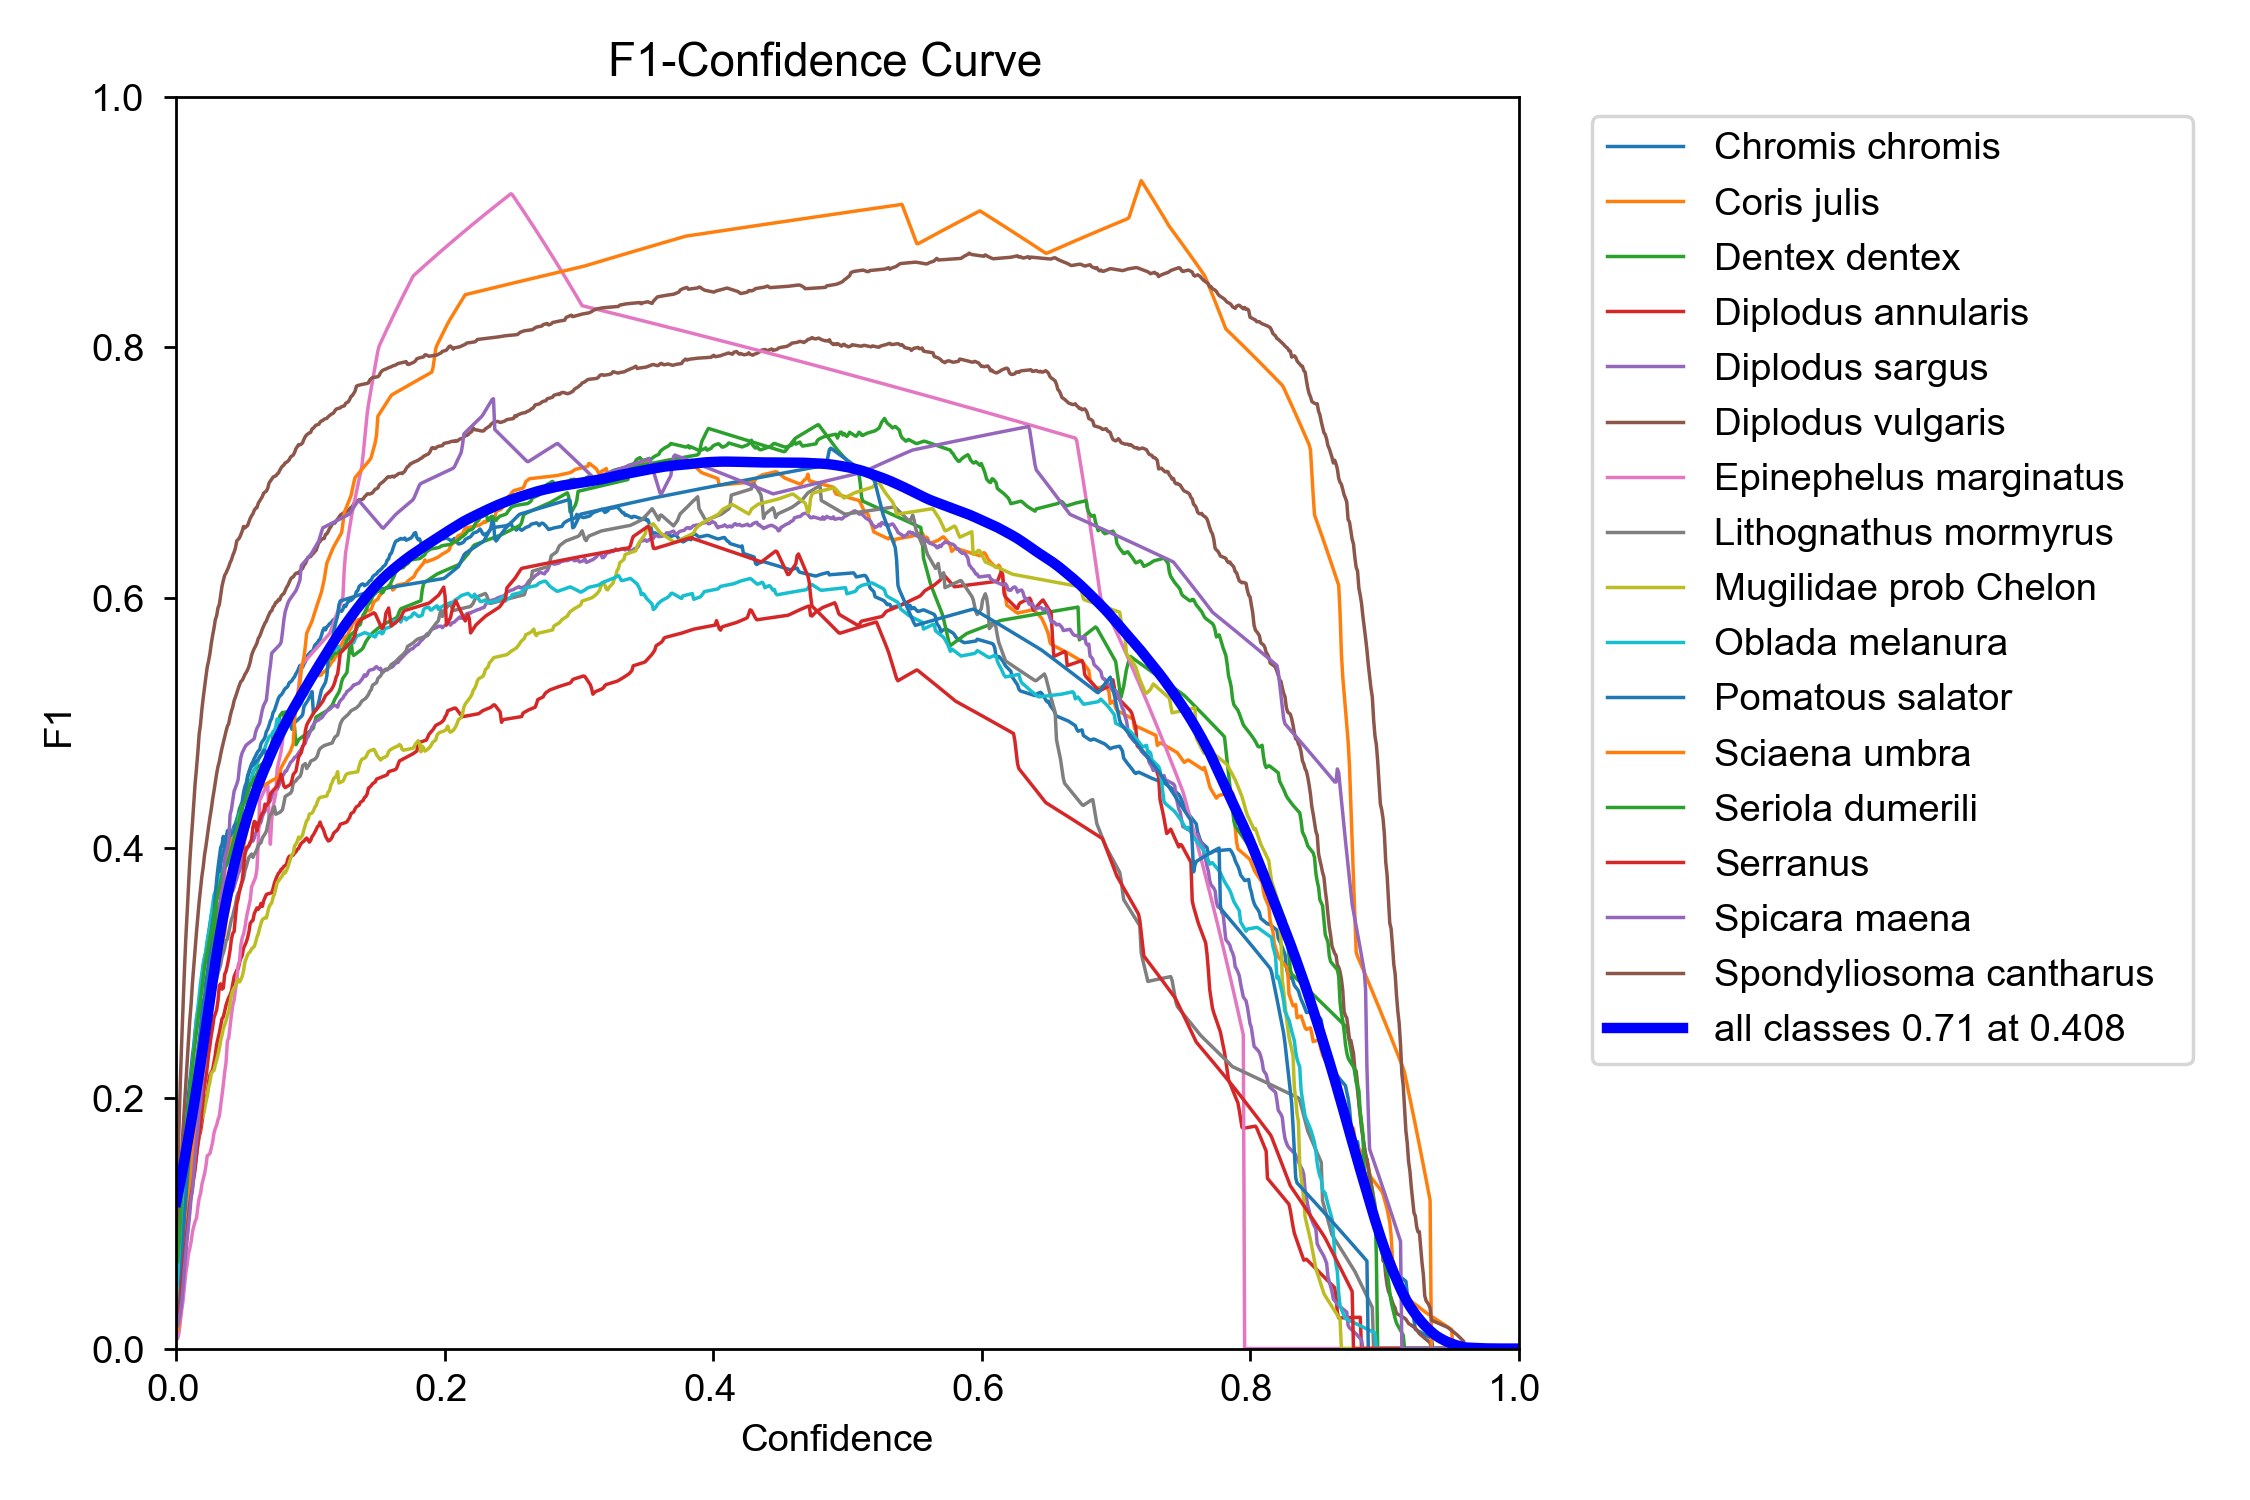 F1-Confidence Curve
1.0
0.8
0.6
0.4
0.2
0.0
F1
0.0 0.2 0.4 0.6 0.8 1.0
Confidence
Chromis chromis
Coris julis
Dentex dentex
Diplodus annularis
Diplodus sargus
Diplodus vulgaris
Epinephelus marginatus
Lithognathus mormyrus
Mugilidae prob Chelon
Oblada melanura
Pomatous salator
Sciaena umbra
Seriola dumerili
Serranus
Spicara maena
Spondyliosoma cantharus
all classes 0.71 at 0.408